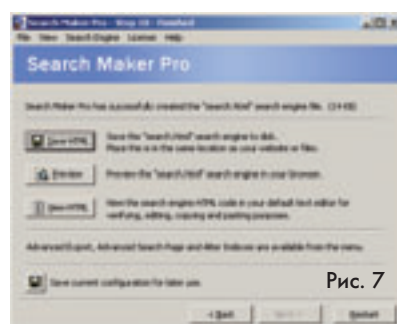 Search Maker Pro - Step 10 - Finished
File View Search Engine License Help
Search Maker Pro
Search Maker Pro has successfully created the "search.html" search engine file. (14 KB)
Save HTML
Save the "search.html" search engine to disk.
Place this in the same location as your website or files.
Preview
Preview the "search.html" search engine in your browser.
View HTML
View the search engine HTML code in your default text editor for
verifying, editing, copying and pasting purposes.
Advanced Export, Advanced Search Page and Alter Indexes are available from the menu.
Save current configuration for later use.
Рис. 7
< Back
Next >
Restart